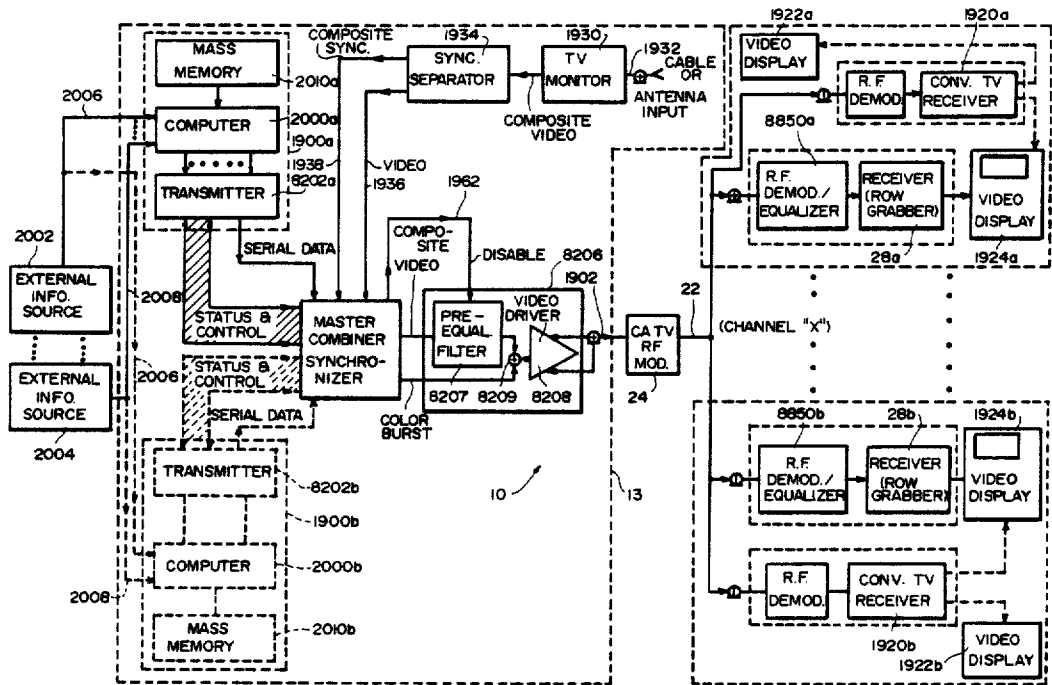 MASS
MEMORY
2010a
2006
COMPUTER
2000a
1900a
TRANSMITTER
8202a
COMPOSITE
SYNC.
1934
SYNC.
SEPARATOR
1930
TV
MONITOR
1932
CABLE OR
ANTENNA
INPUT
COMPOSITE
VIDEO
1938
VIDEO
1936
1962
SERIAL DATA
2002
EXTERNAL
INFO.
SOURCE
2008
STATUS &
CONTROL
2006
EXTERNAL
INFO.
SOURCE
2004
STATUS &
CONTROL
SERIAL DATA
MASTER
COMBINER
SYNCHRONIZER
COMPO-
SITE
VIDEO
DISABLE
8206
1902
PRE-
EQUAL.
FILTER
VIDEO
DRIVER
8207
8209
8208
COLOR
BURST
TRANSMITTER
8202b
1900b
COMPUTER
2000b
2008
MASS
MEMORY
2010b
10
13
CA TV
RF
MOD.
24
22
(CHANNEL "X")
1922a
VIDEO
DISPLAY
1920a
R.F.
DEMOD.
CONV. TV
RECEIVER
8850a
R.F.
DEMOD./
EQUALIZER
RECEIVER
(ROW
GRABBER)
28a
VIDEO
DISPLAY
1924a
8850b
28b
1924b
R.F.
DEMOD./
EQUALIZER
RECEIVER
(ROW
GRABBER)
VIDEO
DISPLAY
R.F.
DEMOD.
CONV. TV
RECEIVER
1920b
VIDEO
DISPLAY
1922b